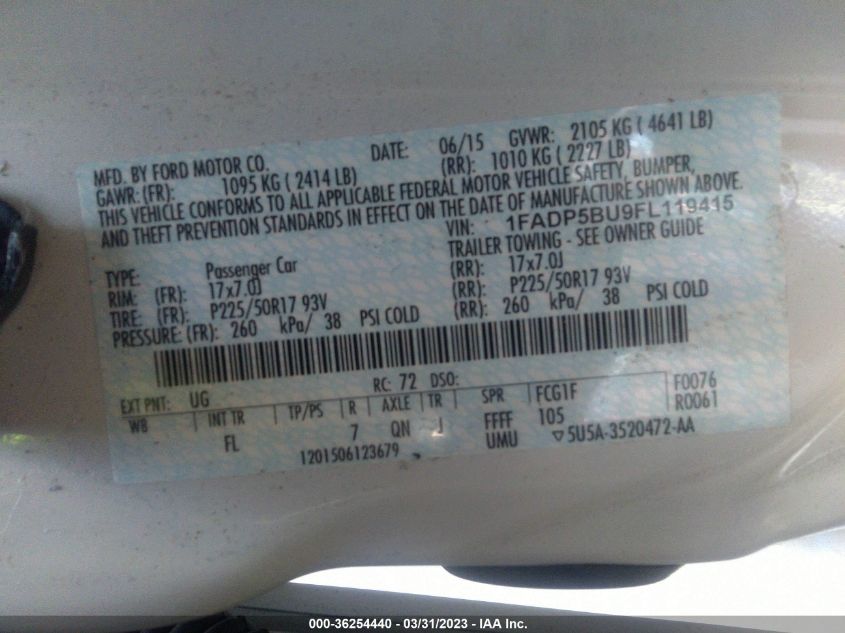 MFD. BY FORD MOTOR CO.
DATE: 06/15 GVWR: 2105 KG ( 4641 LB)
GAWR: (FR): 1095 KG ( 2414 LB) (RR): 1010 KG ( 2227 LB)
THIS VEHICLE CONFORMS TO ALL APPLICABLE FEDERAL MOTOR VEHICLE SAFETY, BUMPER,
AND THEFT PREVENTION STANDARDS IN EFFECT ON THE DATE OF MANUFACTURE SHOWN ABOVE.
VIN: 1FADP5BU9FL119415
TRAILER TOWING - SEE OWNER GUIDE
TYPE: Passenger Car
RIM: (FR): 17x7.0J (RR): 17x7.0J
TIRE: (FR): P225/50R17 93V (RR): P225/50R17 93V
PRESSURE: (FR): 260 kPa/ 38 PSI COLD (RR): 260 kPa/ 38 PSI COLD
EXT PNT: UG RC: 72 DSO:
WB INT TR TP/PS R AXLE TR SPR FCG1F F0076
FL 7 QN J FFFF 105 R0061
1201506123679 UMU ▽5U5A-3520472-AA
000-36254440 - 03/31/2023 - IAA Inc.